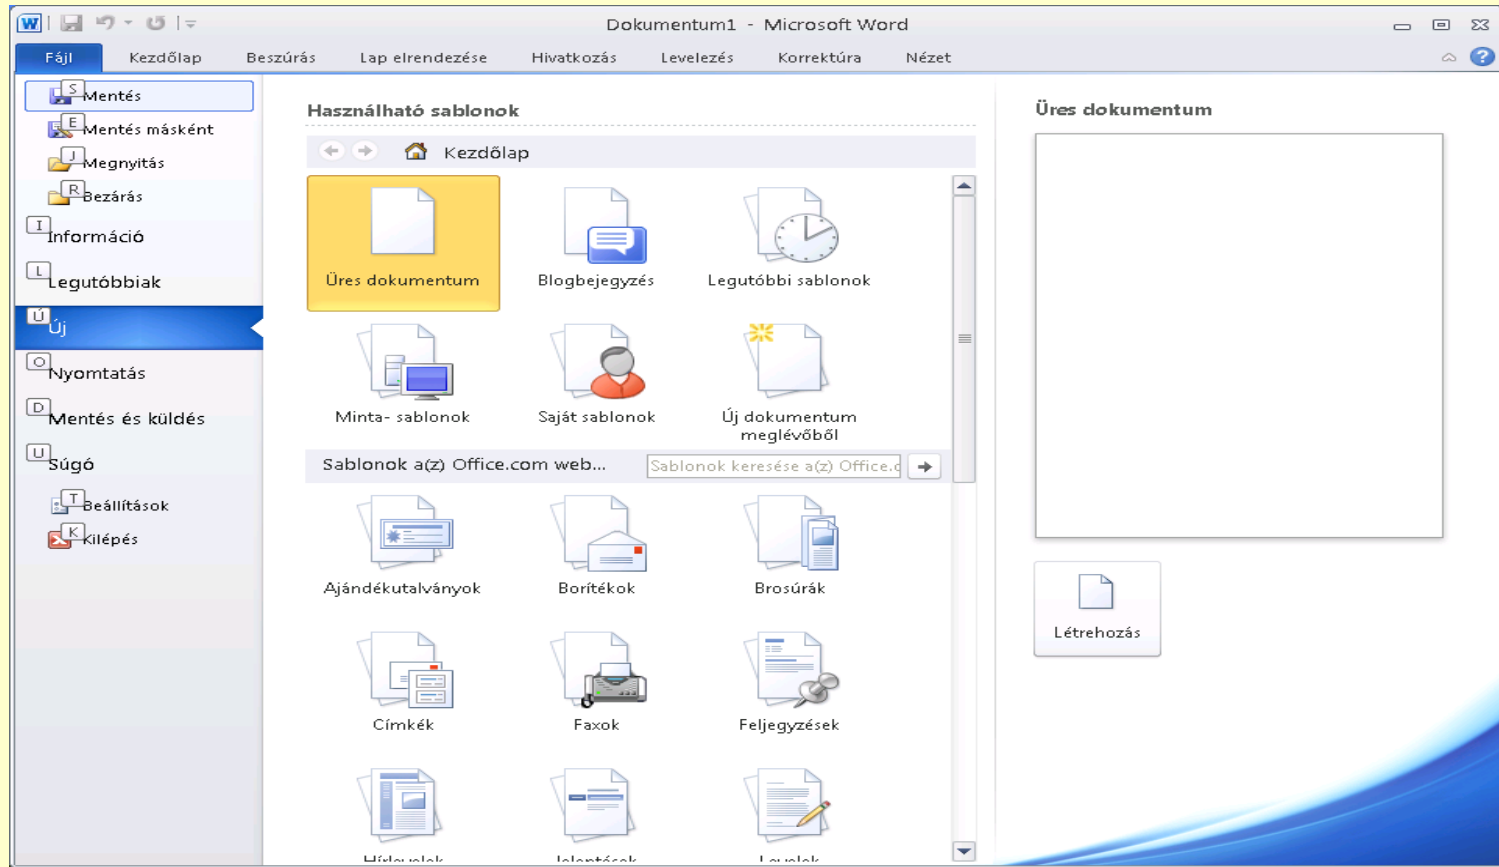 W
Dokumentum1 - Microsoft Word
Fájl Kezdőlap Beszúrás Lap elrendezése Hivatkozás Levelezés Korrektúra Nézet ?
S Mentés
E Mentés másként
J Megnyitás
R Bezárás
I Információ
L Legutóbbiak
Ú Új
O Nyomtatás
D Mentés és küldés
U Súgó
T Beállítások
K Kilépés
Használható sablonok
Kezdőlap
Üres dokumentum Blogbejegyzés Legutóbbi sablonok
Minta- sablonok Saját sablonok Új dokumentum
meglévőből
Sablonok a(z) Office.com web... Sablonok keresése a(z) Office.c
Ajándékutalványok Borítékok Brosúrák
Címkék Faxok Feljegyzések
Hírlevelek Jelentések Levelek
Üres dokumentum
Létrehozás